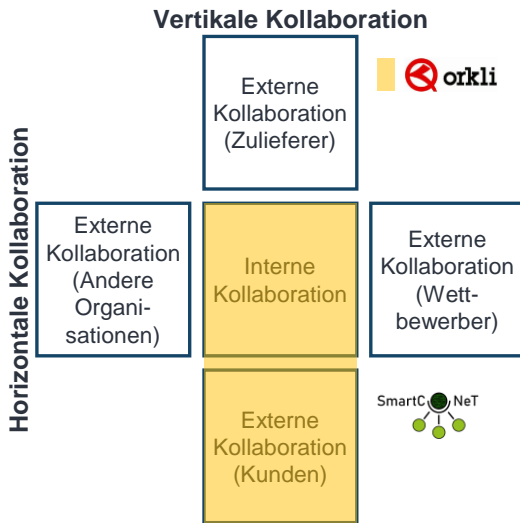 Vertikale Kollaboration
Externe
Kollaboration
(Zulieferer)
orkli
Horizontale Kollaboration
Externe
Kollaboration
(Andere
Organi-
sationen)
Interne
Kollaboration
Externe
Kollaboration
(Wett-
bewerber)
Externe
Kollaboration
(Kunden)
SmartC NeT